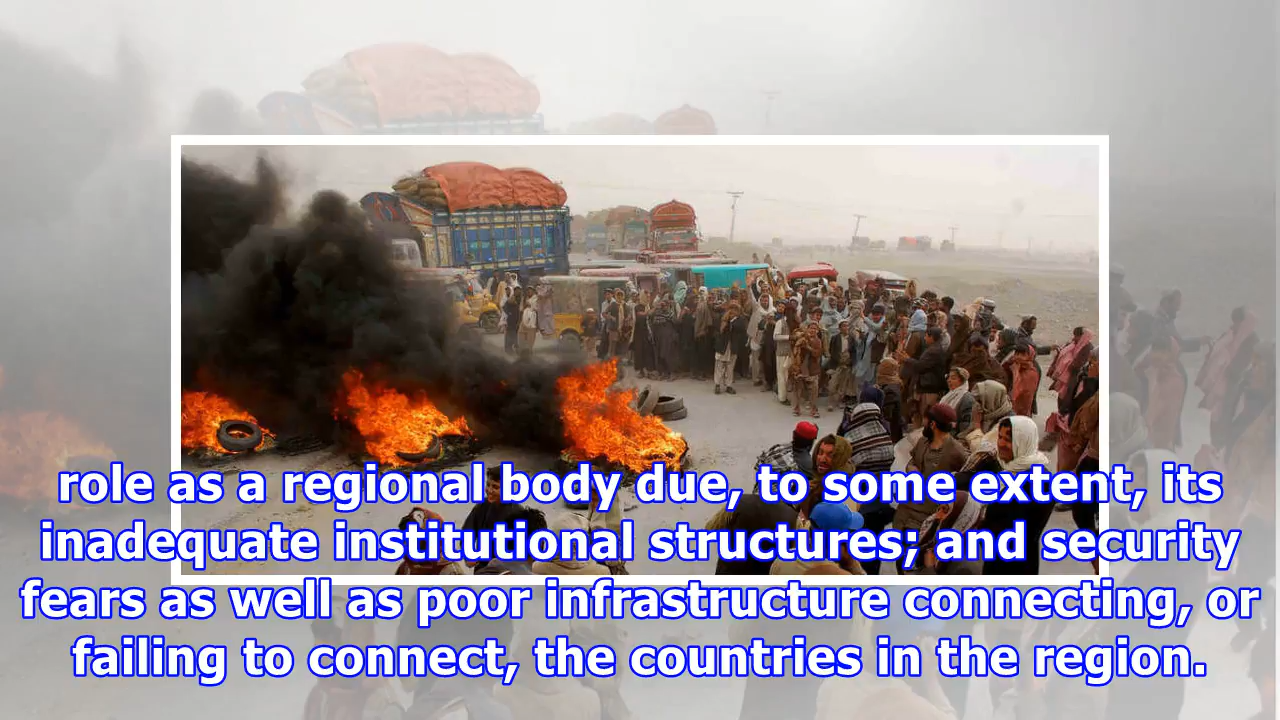 role as a regional body due, to some extent, its
inadequate institutional structures; and security
fears as well as poor infrastructure connecting, or
failing to connect, the countries in the region.